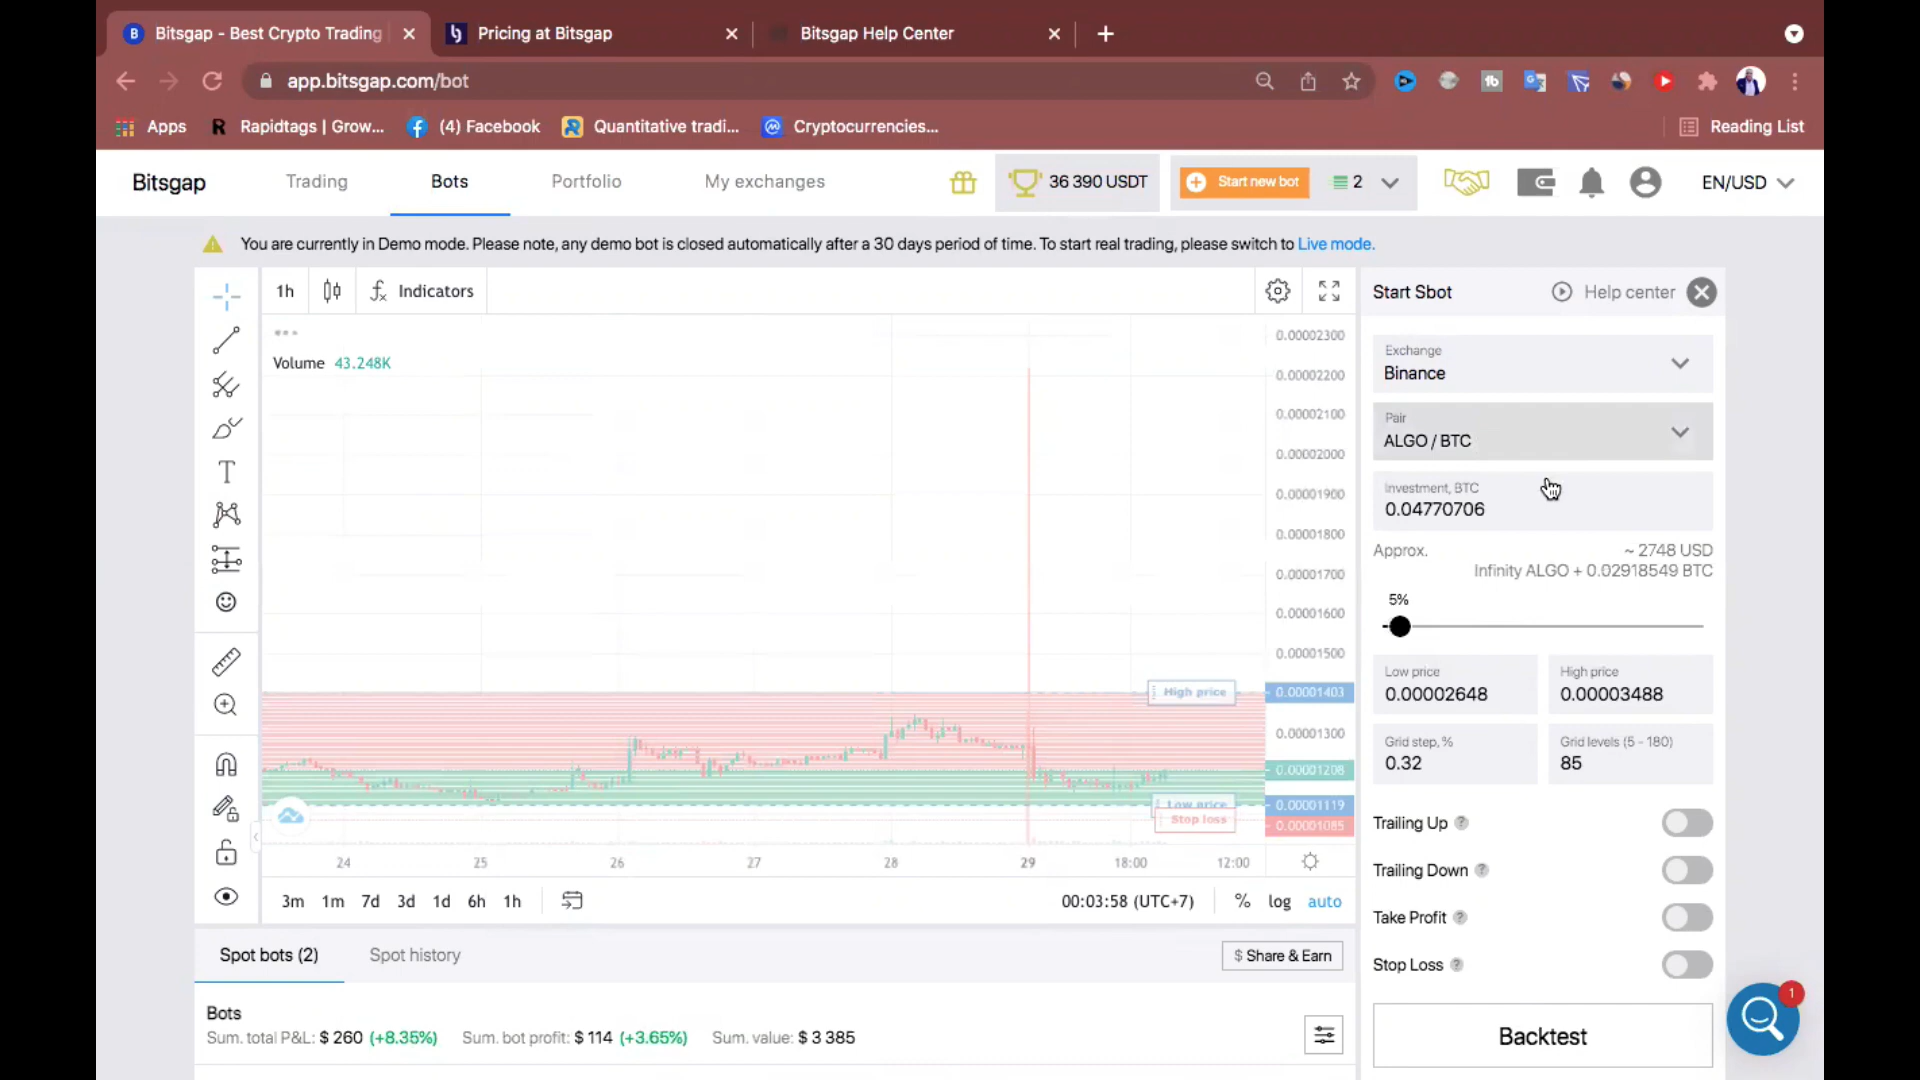 Bitsgap - Best Crypto Trading
Pricing at Bitsgap
Bitsgap Help Center
app.bitsgap.com/bot
Apps
Rapidtags | Grow...
(4) Facebook
Quantitative tradi...
Cryptocurrencies...
Reading List
Bitsgap
Trading
Bots
Portfolio
My exchanges
36 390 USDT
Start new bot
2
EN/USD
You are currently in Demo mode. Please note, any demo bot is closed automatically after a 30 days period of time. To start real trading, please switch to Live mode.
1h
Indicators
Volume 43.248K
0.00002300
0.00002200
0.00002100
0.00002000
0.00001900
0.00001800
0.00001700
0.00001600
0.00001500
High price
0.00001403
0.00001300
0.00001208
Low price
0.00001119
Stop loss
0.00001085
24 25 26 27 28 29 18:00 12:00
3m 1m 7d 3d 1d 6h 1h
00:03:58 (UTC+7)
% log auto
Start Sbot
Help center
Exchange
Binance
Pair
ALGO / BTC
Investment, BTC
0.04770706
Approx. ~ 2748 USD
Infinity ALGO + 0.02918549 BTC
5%
Low price
0.00002648
High price
0.00003488
Grid step, %
0.32
Grid levels (5 - 180)
85
Trailing Up ?
Trailing Down ?
Take Profit ?
Stop Loss ?
Backtest
1
Spot bots (2)
Spot history
$ Share & Earn
Bots
Sum. total P&L: $ 260 (+8.35%) Sum. bot profit: $ 114 (+3.65%) Sum. value: $ 3 385